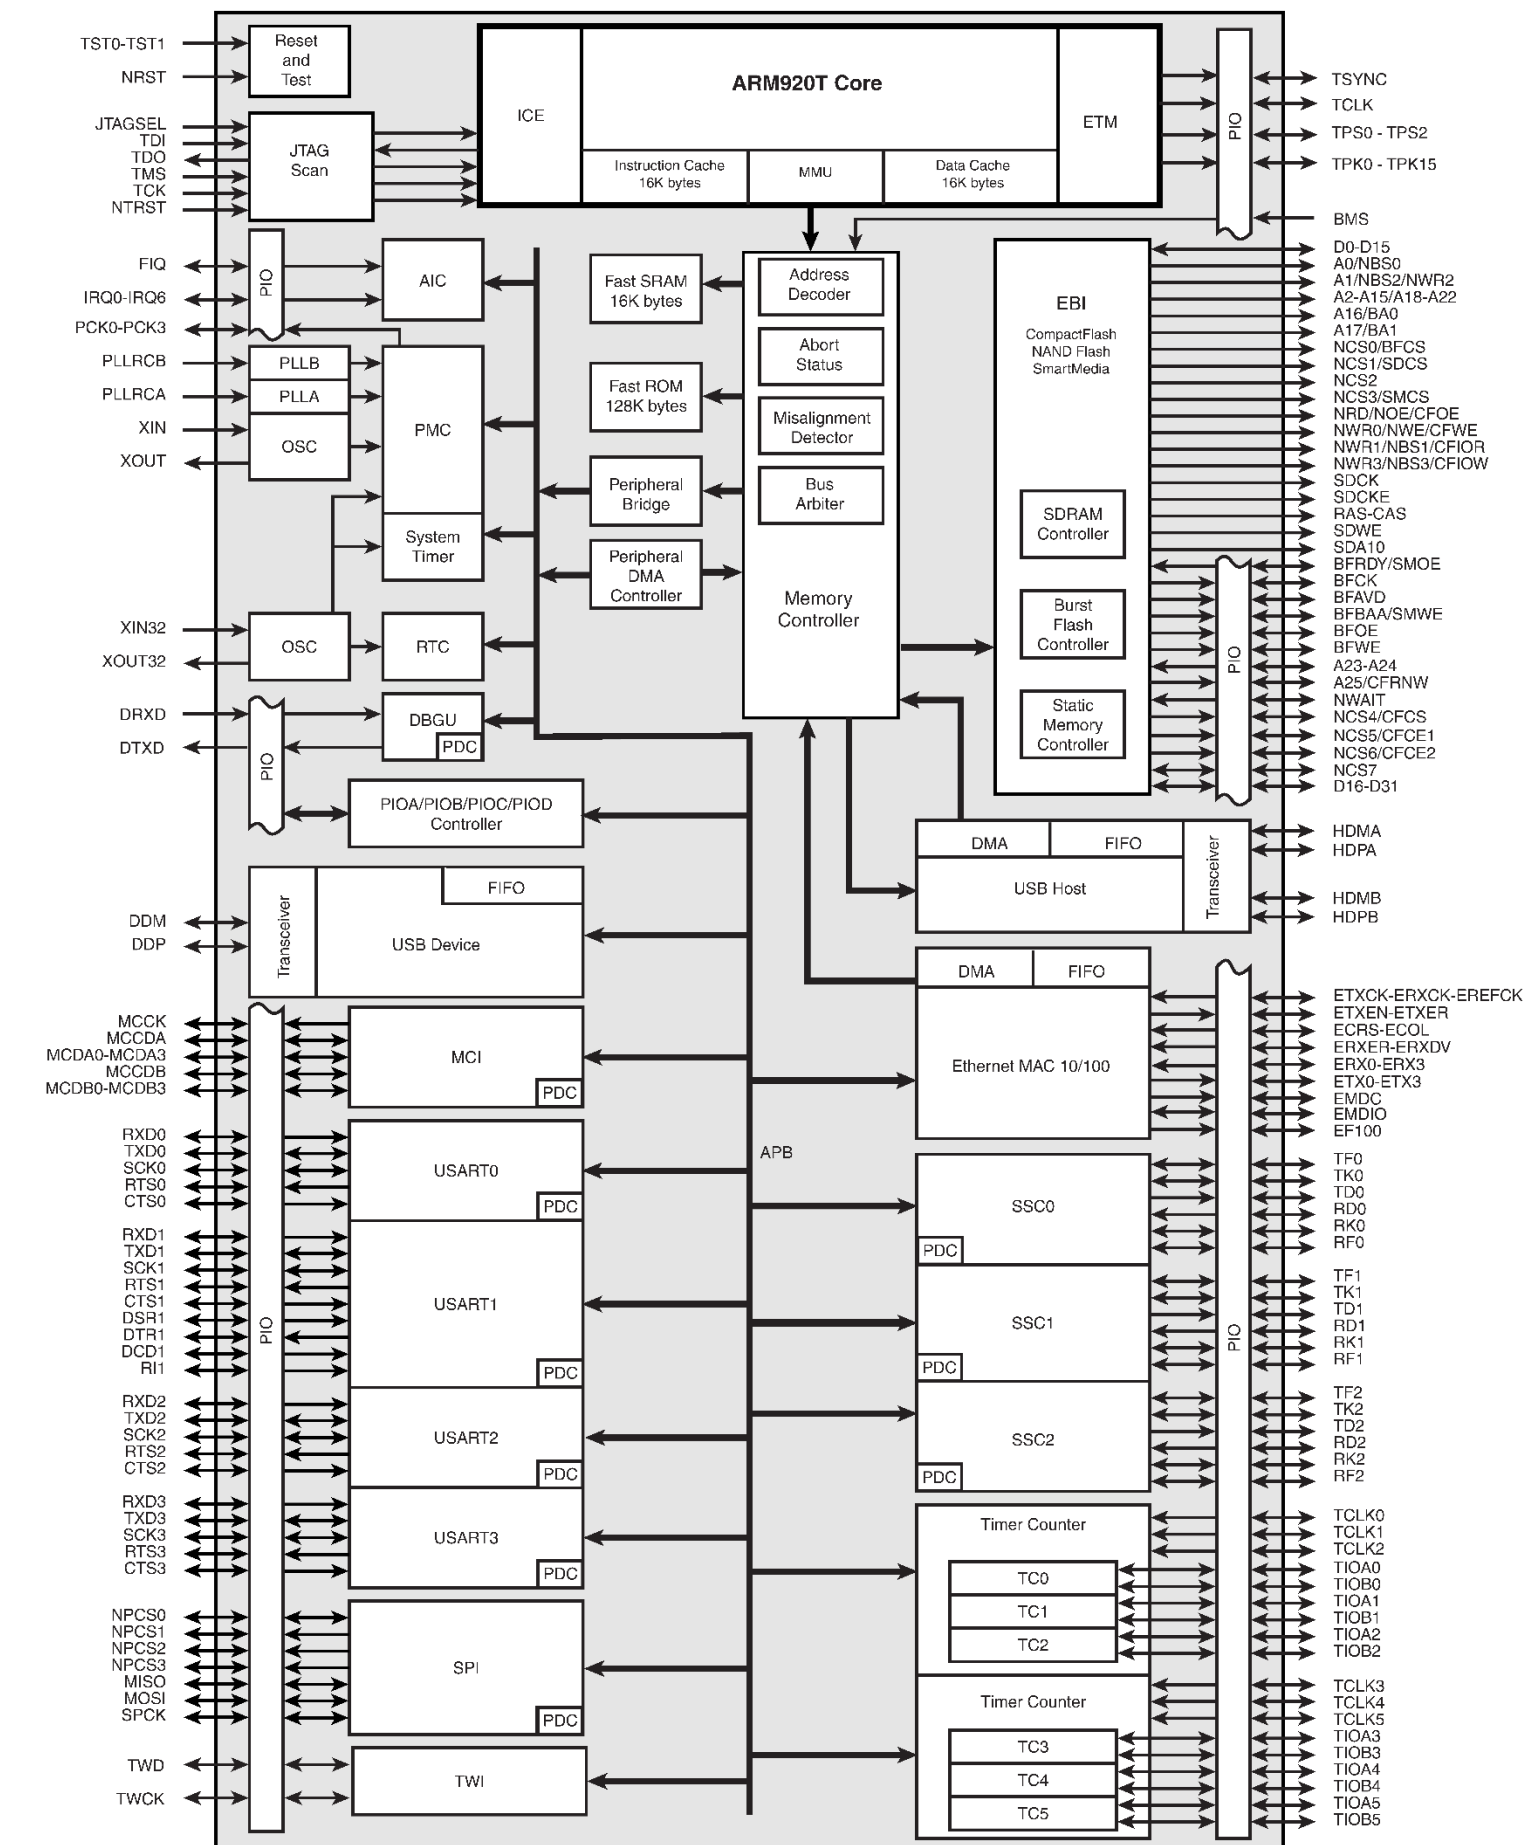 TST0-TST1
NRST
Reset
and
Test
JTAGSEL
TDI
TDO
TMS
TCK
NTRST
JTAG
Scan
ICE
ARM920T Core
Instruction Cache
16K bytes
MMU
Data Cache
16K bytes
ETM
PIO
TSYNC
TCLK
TPS0 - TPS2
TPK0 - TPK15
BMS
FIQ
IRQ0-IRQ6
PCK0-PCK3
PIO
AIC
PLLRCB
PLLRCA
XIN
XOUT
PLLB
PLLA
OSC
PMC
System
Timer
XIN32
XOUT32
OSC
RTC
DRXD
DTXD
PIO
DBGU
PDC
PIOA/PIOB/PIOC/PIOD
Controller
Fast SRAM
16K bytes
Fast ROM
128K bytes
Peripheral
Bridge
Peripheral
DMA
Controller
Address
Decoder
Abort
Status
Misalignment
Detector
Bus
Arbiter
Memory
Controller
EBI
CompactFlash
NAND Flash
SmartMedia
SDRAM
Controller
Burst
Flash
Controller
Static
Memory
Controller
D0-D15
A0/NBS0
A1/NBS2/NWR2
A2-A15/A18-A22
A16/BA0
A17/BA1
NCS0/BFCS
NCS1/SDCS
NCS2
NCS3/SMCS
NRD/NOE/CFOE
NWR0/NWE/CFWE
NWR1/NBS1/CFIOR
NWR3/NBS3/CFIOW
SDCK
SDCKE
RAS-CAS
SDWE
SDA10
PIO
BFRDY/SMOE
BFCK
BFAVD
BFBAA/SMWE
BFOE
BFWE
A23-A24
A25/CFRNW
NWAIT
NCS4/CFCS
NCS5/CFCE1
NCS6/CFCE2
NCS7
D16-D31
DMA
FIFO
USB Host
Transceiver
HDMA
HDPA
HDMB
HDPB
DDM
DDP
Transceiver
FIFO
USB Device
DMA
FIFO
Ethernet MAC 10/100
PIO
ETXCK-ERXCK-EREFCK
ETXEN-ETXER
ECRS-ECOL
ERXER-ERXDV
ERX0-ERX3
ETX0-ETX3
EMDC
EMDIO
EF100
MCCK
MCCDA
MCDA0-MCDA3
MCCDB
MCDB0-MCDB3
PIO
MCI
PDC
APB
RXD0
TXD0
SCK0
RTS0
CTS0
USART0
PDC
RXD1
TXD1
SCK1
RTS1
CTS1
DSR1
DTR1
DCD1
RI1
USART1
PDC
RXD2
TXD2
SCK2
RTS2
CTS2
USART2
PDC
RXD3
TXD3
SCK3
RTS3
CTS3
USART3
PDC
NPCS0
NPCS1
NPCS2
NPCS3
MISO
MOSI
SPCK
SPI
PDC
TWD
TWCK
TWI
SSC0
PDC
TF0
TK0
TD0
RD0
RK0
RF0
SSC1
PDC
TF1
TK1
TD1
RD1
RK1
RF1
SSC2
PDC
TF2
TK2
TD2
RD2
RK2
RF2
Timer Counter
TC0
TC1
TC2
TCLK0
TCLK1
TCLK2
TIOA0
TIOB0
TIOA1
TIOB1
TIOA2
TIOB2
Timer Counter
TC3
TC4
TC5
TCLK3
TCLK4
TCLK5
TIOA3
TIOB3
TIOA4
TIOB4
TIOA5
TIOB5